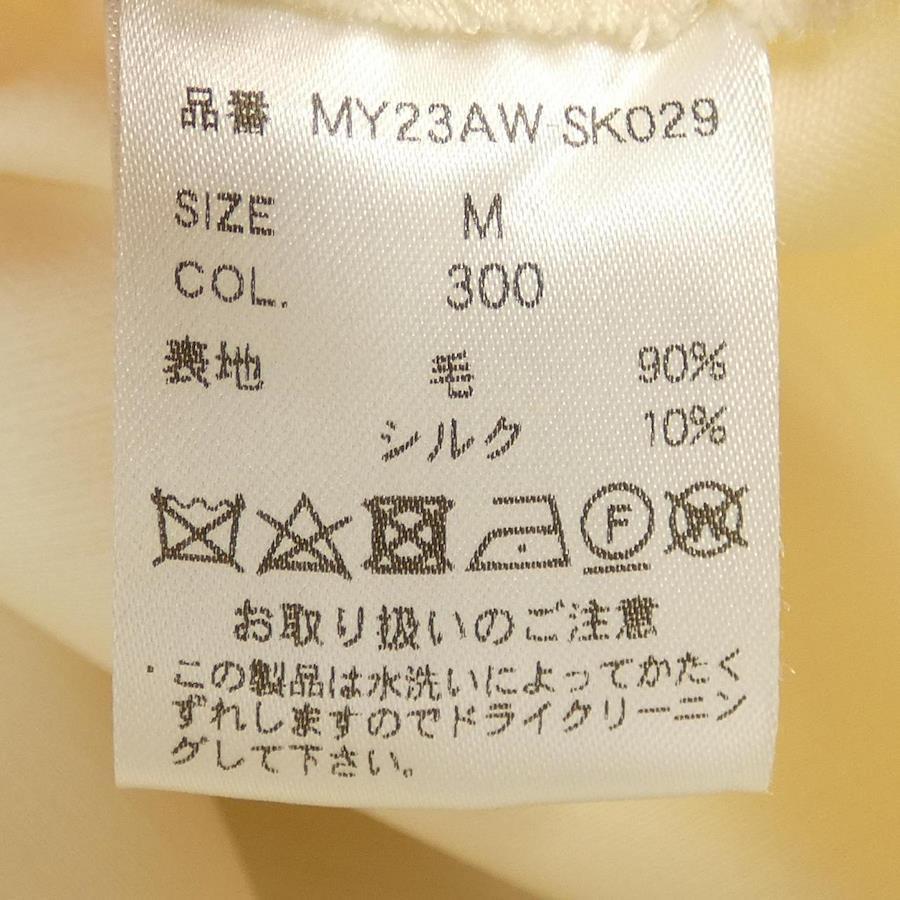 品番 MY23AW-SK029
SIZE M
COL. 300
裏地 毛 90%
シルク 10%
F W
お取り扱いのご注意
・この製品は水洗いによってかたく
ずれしますのでドライクリーニン
グして下さい。